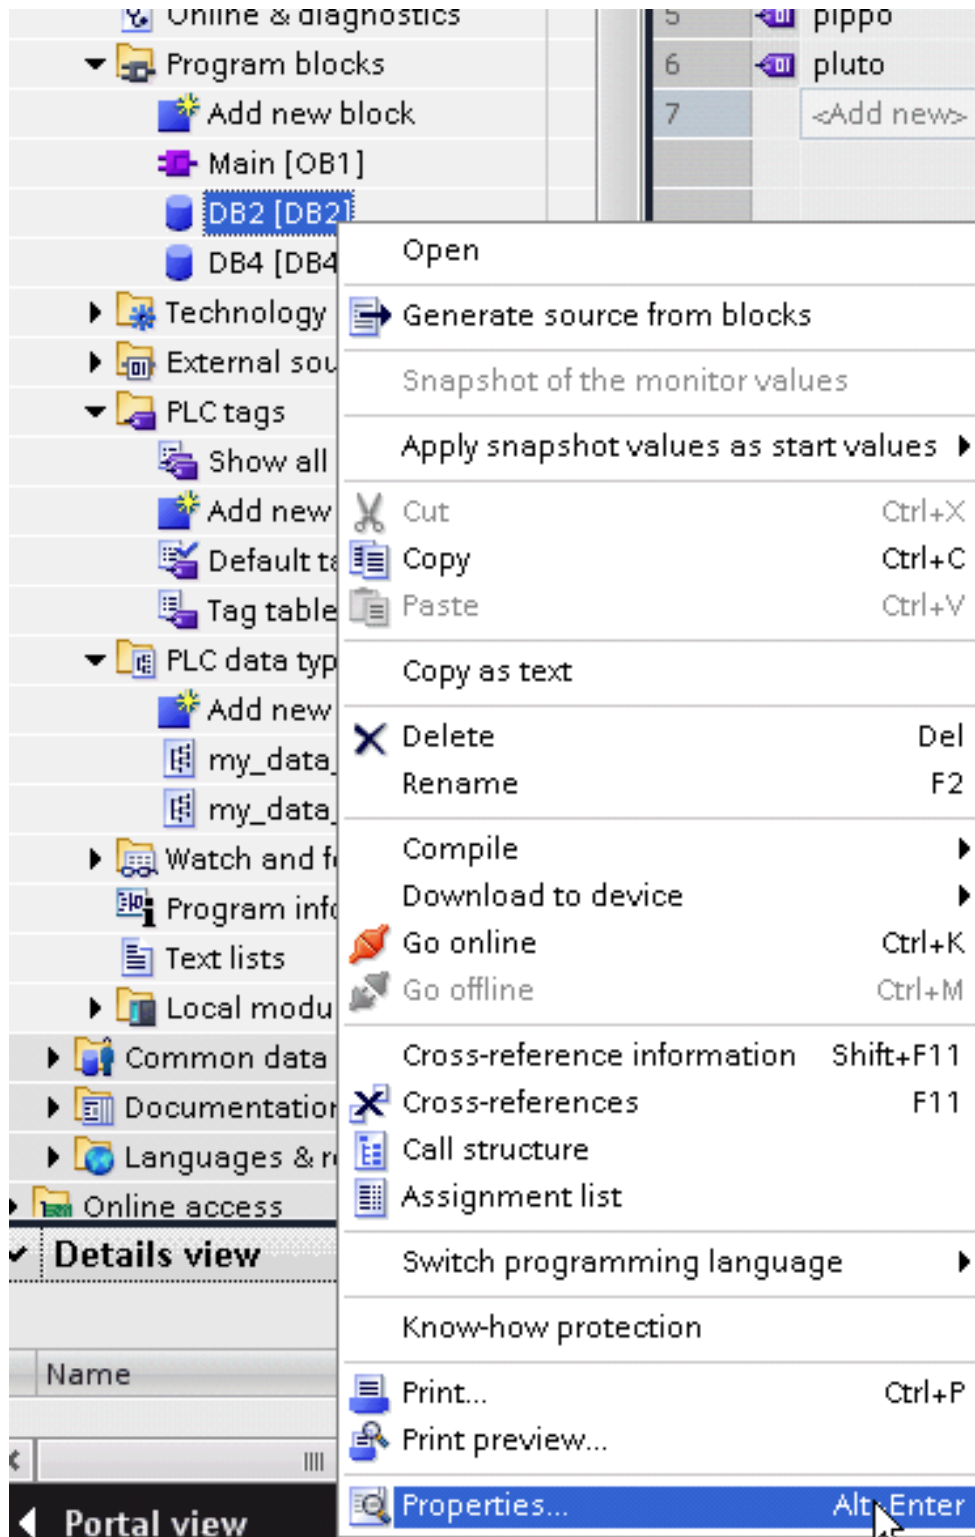 Online & diagnostics
Program blocks
Add new block
Main [OB1]
DB2 [DB2]
DB4 [DB4
Technology
External sou
PLC tags
Show all
Add new
Default ta
Tag table
PLC data typ
Add new
my_data_
my_data_
Watch and fo
Program info
Text lists
Local modu
Common data
Documentation
Languages & re
Online access
Details view
Name
Portal view
5 pippo
6 pluto
7 <Add new>
Open
Generate source from blocks
Snapshot of the monitor values
Apply snapshot values as start values
Cut Ctrl+X
Copy Ctrl+C
Paste Ctrl+V
Copy as text
Delete Del
Rename F2
Compile
Download to device
Go online Ctrl+K
Go offline Ctrl+M
Cross-reference information Shift+F11
Cross-references F11
Call structure
Assignment list
Switch programming language
Know-how protection
Print... Ctrl+P
Print preview...
Properties... Alt+Enter